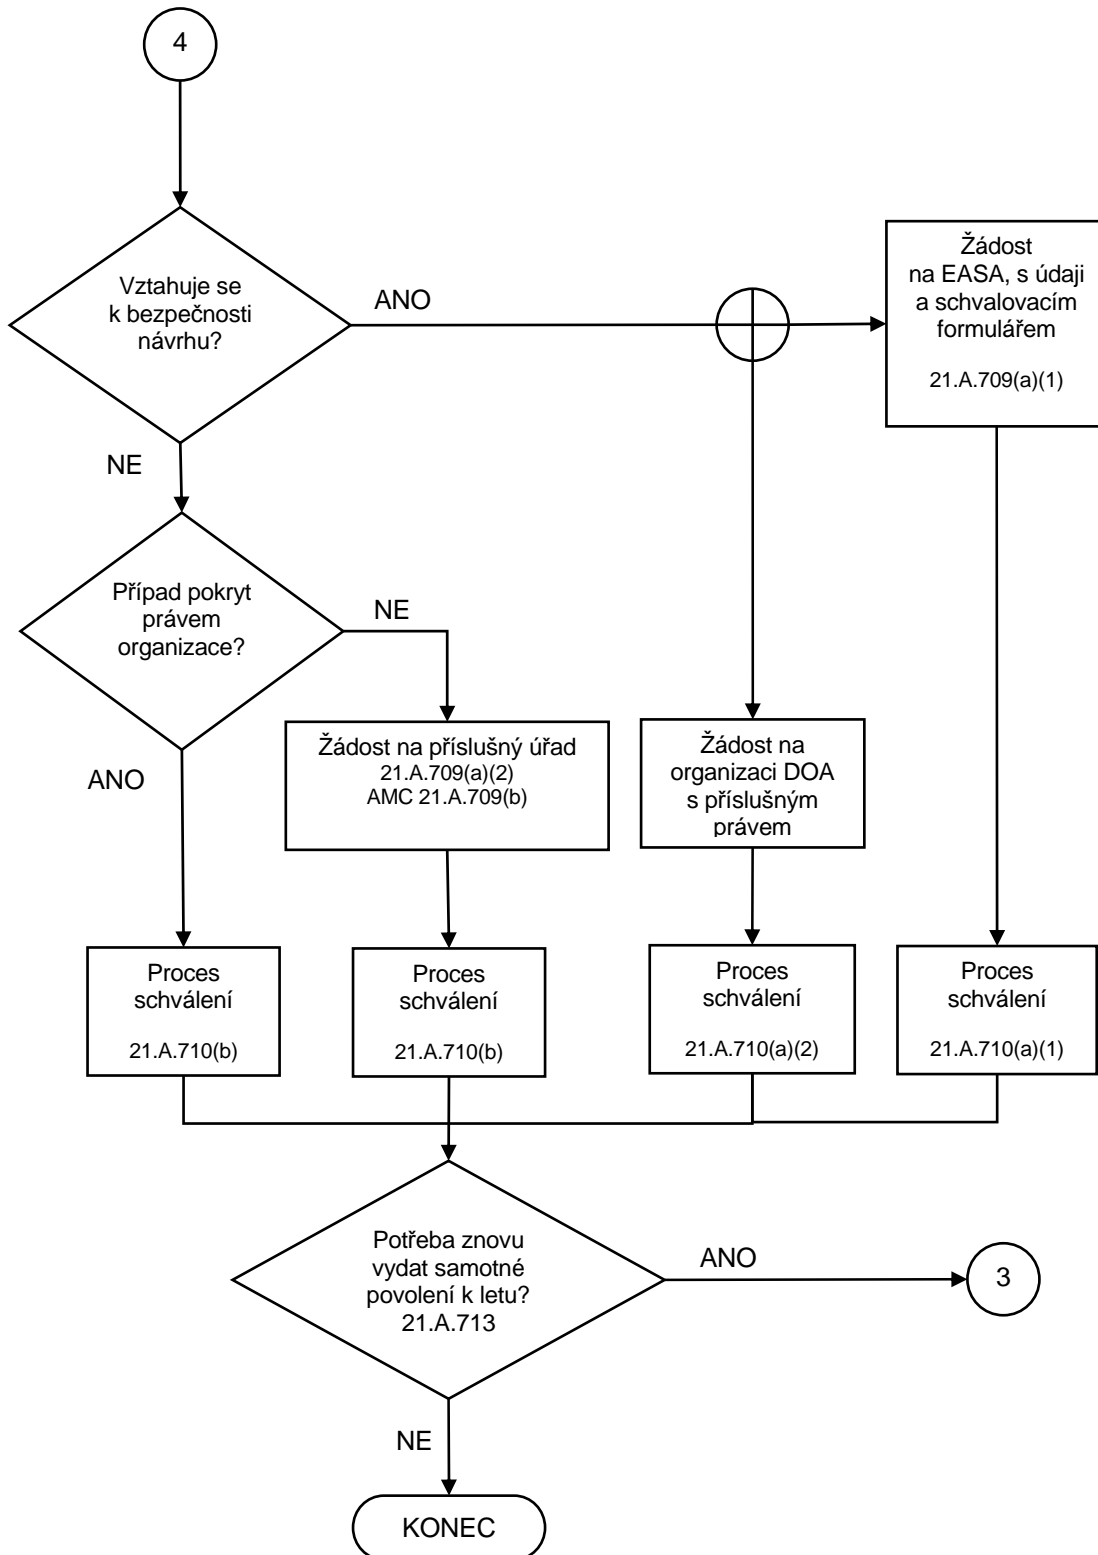 4
Vztahuje se
k bezpečnosti
návrhu?
ANO
Žádost
na EASA, s údaji
a schvalovacím
formulářem
21.A.709(a)(1)
NE
Případ pokryt
právem
organizace?
NE
ANO
Žádost na příslušný úřad
21.A.709(a)(2)
AMC 21.A.709(b)
Žádost na
organizaci DOA
s příslušným
právem
Proces
schválení
21.A.710(b)
Proces
schválení
21.A.710(b)
Proces
schválení
21.A.710(a)(2)
Proces
schválení
21.A.710(a)(1)
Potřeba znovu
vydat samotné
povolení k letu?
21.A.713
ANO
3
NE
KONEC